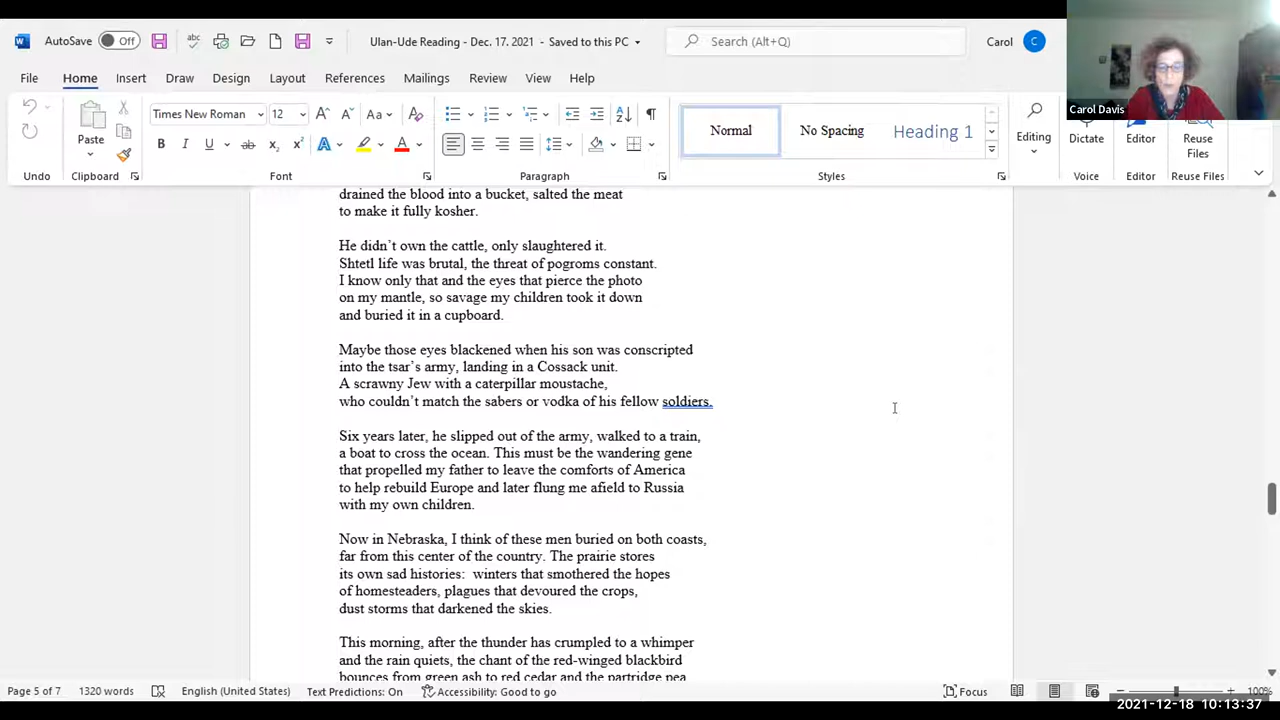 AutoSave Off
Ulan-Ude Reading - Dec. 17. 2021 - Saved to this PC
Search (Alt+Q)
Carol C
Carol Davis
File Home Insert Draw Design Layout References Mailings Review View Help
Times New Roman 12
Paste
Normal No Spacing Heading 1
Editing Dictate Editor Reuse Files
Undo Clipboard Font Paragraph Styles Voice Editor Reuse Files
drained the blood into a bucket, salted the meat
to make it fully kosher.
He didn’t own the cattle, only slaughtered it.
Shtetl life was brutal, the threat of pogroms constant.
I know only that and the eyes that pierce the photo
on my mantle, so savage my children took it down
and buried it in a cupboard.
Maybe those eyes blackened when his son was conscripted
into the tsar’s army, landing in a Cossack unit.
A scrawny Jew with a caterpillar moustache,
who couldn’t match the sabers or vodka of his fellow soldiers.
Six years later, he slipped out of the army, walked to a train,
a boat to cross the ocean. This must be the wandering gene
that propelled my father to leave the comforts of America
to help rebuild Europe and later flung me afield to Russia
with my own children.
Now in Nebraska, I think of these men buried on both coasts,
far from this center of the country. The prairie stores
its own sad histories:  winters that smothered the hopes
of homesteaders, plagues that devoured the crops,
dust storms that darkened the skies.
This morning, after the thunder has crumpled to a whimper
and the rain quiets, the chant of the red-winged blackbird
bounces from green ash to red cedar and the partridge pea
Page 5 of 7 1320 words English (United States) Text Predictions: On Accessibility: Good to go Focus 100%
2021-12-18 10:13:37